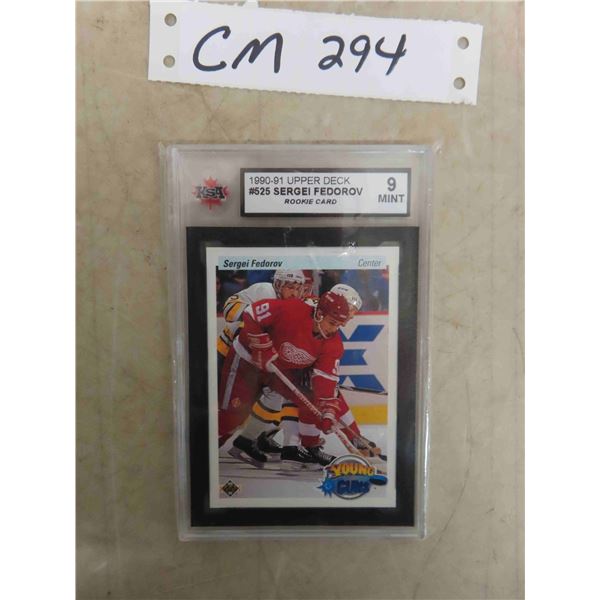 CM 294
KSA
1990-91 UPPER DECK
#525 SERGEI FEDOROV
ROOKIE CARD
9
MINT
Sergei Fedorov
Center
91
YOUNG
GUNS